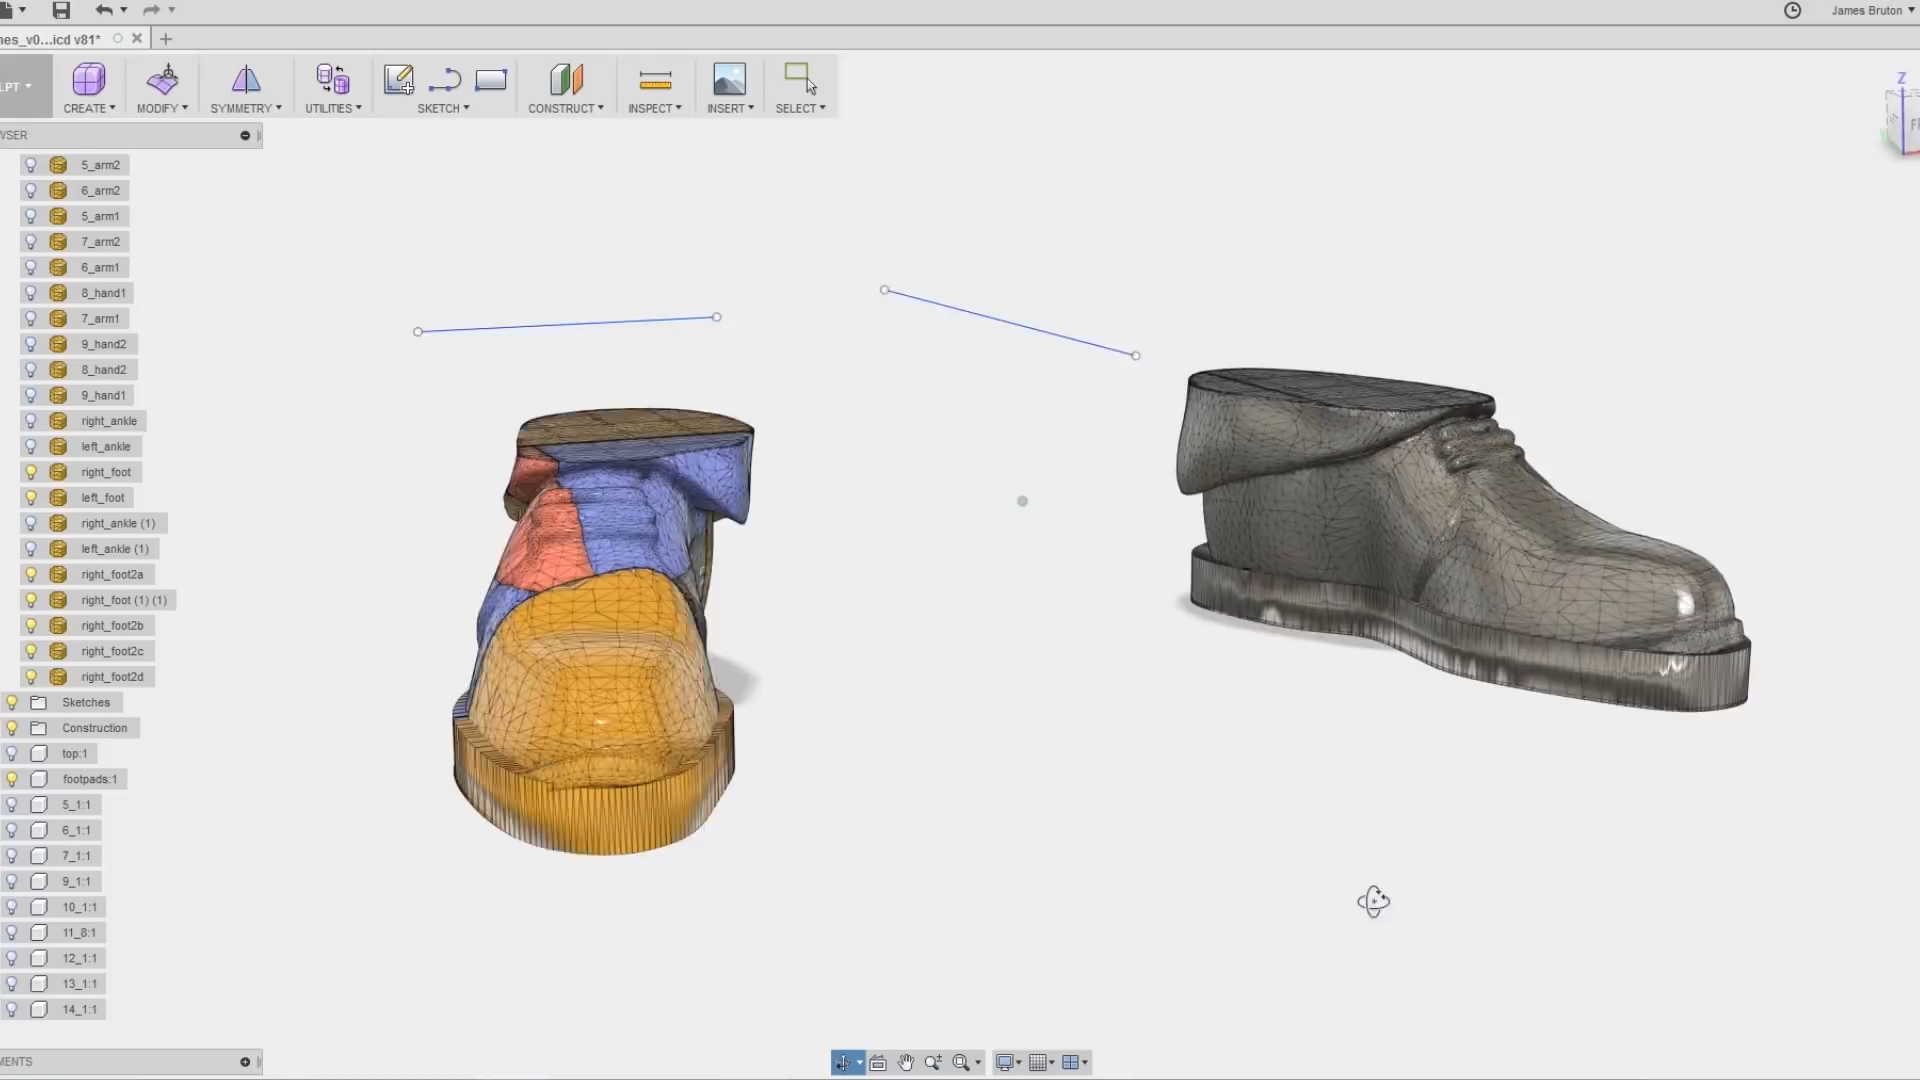 James Bruton
nes_v0...icd v81*
LPT
CREATE
MODIFY
SYMMETRY
UTILITIES
SKETCH
CONSTRUCT
INSPECT
INSERT
SELECT
Z
WSER
5_arm2
6_arm2
5_arm1
7_arm2
6_arm1
8_hand1
7_arm1
9_hand2
8_hand2
9_hand1
right_ankle
left_ankle
right_foot
left_foot
right_ankle (1)
left_ankle (1)
right_foot2a
right_foot (1) (1)
right_foot2b
right_foot2c
right_foot2d
Sketches
Construction
top:1
footpads:1
5_1:1
6_1:1
7_1:1
9_1:1
10_1:1
11_8:1
12_1:1
13_1:1
14_1:1
MENTS